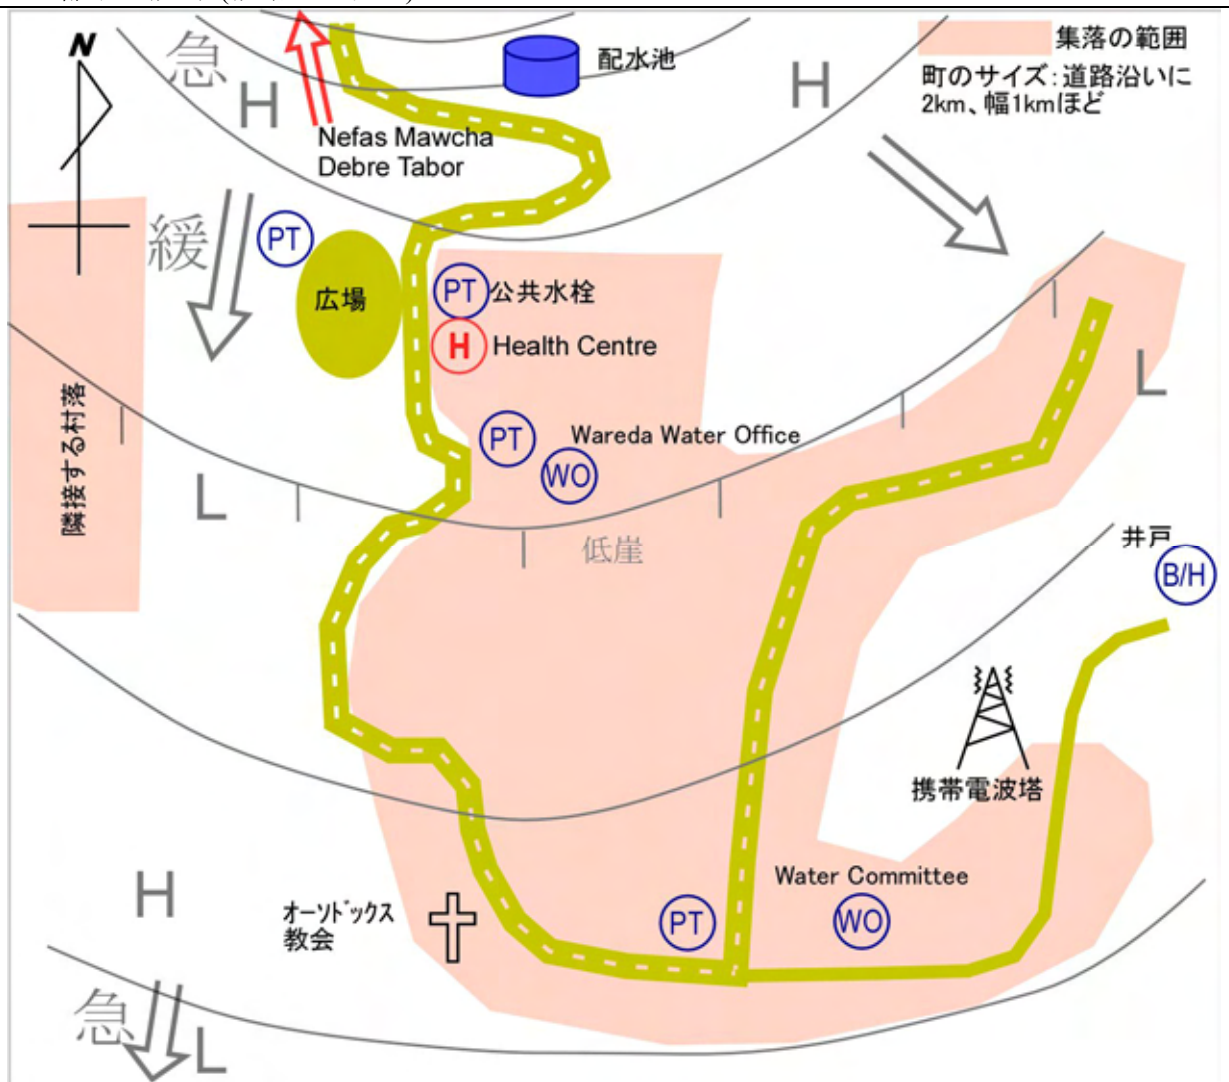 N
急
H
配水池
H
集落の範囲
町のサイズ：道路沿いに
2km、幅1kmほど
Nefas Mawcha
Debre Tabor
緩
PT
広場
PT 公共水栓
H Health Centre
隣接する村落
L
PT
Wareda Water Office
WO
L
低崖
井戸
B/H
携帯電波塔
H
オーソドックス
教会
PT
Water Committee
WO
急
L